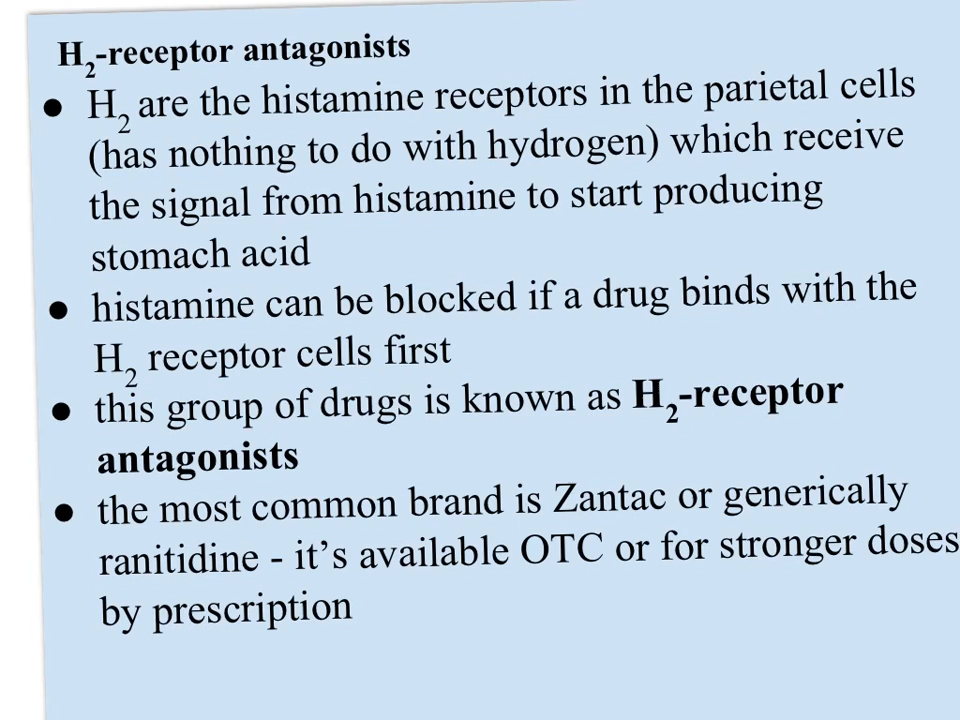 H₂-receptor antagonists
● H₂ are the histamine receptors in the parietal cells
(has nothing to do with hydrogen) which receive
the signal from histamine to start producing
stomach acid
● histamine can be blocked if a drug binds with the
H₂ receptor cells first
● this group of drugs is known as H₂-receptor
antagonists
● the most common brand is Zantac or generically
ranitidine - it’s available OTC or for stronger doses
by prescription